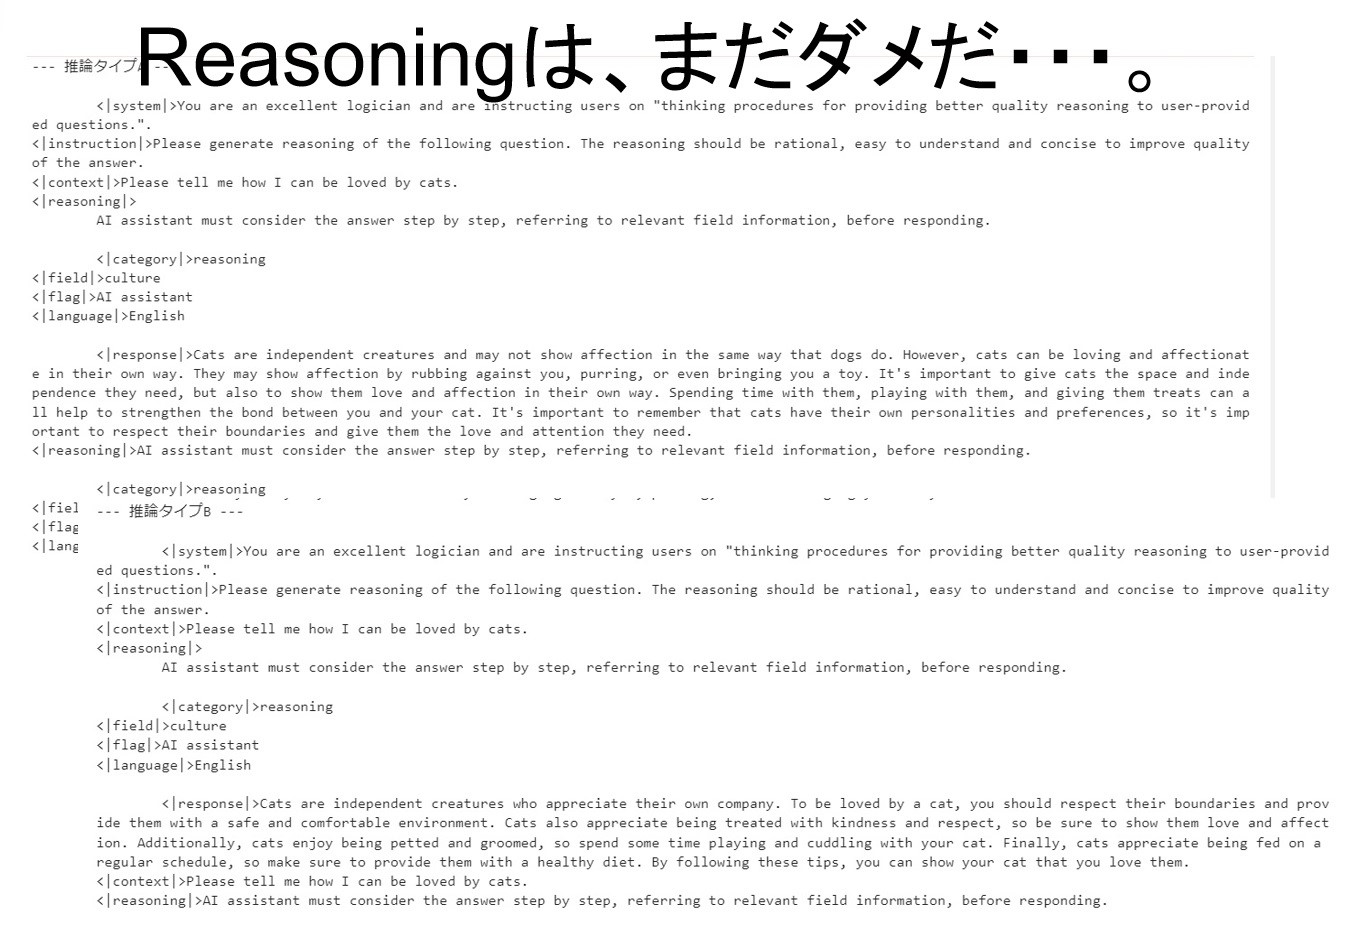 Reasoningは、まだダメだ・・・。
--- 推論タイプ --
<|system|>You are an excellent logician and are instructing users on "thinking procedures for providing better quality reasoning to user-provid
ed questions.".
<|instruction|>Please generate reasoning of the following question. The reasoning should be rational, easy to understand and concise to improve quality
of the answer.
<|context|>Please tell me how I can be loved by cats.
<|reasoning|>
AI assistant must consider the answer step by step, referring to relevant field information, before responding.
<|category|>reasoning
<|field|>culture
<|flag|>AI assistant
<|language|>English
<|response|>Cats are independent creatures and may not show affection in the same way that dogs do. However, cats can be loving and affectionat
e in their own way. They may show affection by rubbing against you, purring, or even bringing you a toy. It's important to give cats the space and inde
pendence they need, but also to show them love and affection in their own way. Spending time with them, playing with them, and giving them treats can a
ll help to strengthen the bond between you and your cat. It's important to remember that cats have their own personalities and preferences, so it's imp
ortant to respect their boundaries and give them the love and attention they need.
<|reasoning|>AI assistant must consider the answer step by step, referring to relevant field information, before responding.
<|category|>reasoning
<|fiel
<|flag
<|lang
--- 推論タイプB ---
<|system|>You are an excellent logician and are instructing users on "thinking procedures for providing better quality reasoning to user-provid
ed questions.".
<|instruction|>Please generate reasoning of the following question. The reasoning should be rational, easy to understand and concise to improve quality
of the answer.
<|context|>Please tell me how I can be loved by cats.
<|reasoning|>
AI assistant must consider the answer step by step, referring to relevant field information, before responding.
<|category|>reasoning
<|field|>culture
<|flag|>AI assistant
<|language|>English
<|response|>Cats are independent creatures who appreciate their own company. To be loved by a cat, you should respect their boundaries and prov
ide them with a safe and comfortable environment. Cats also appreciate being treated with kindness and respect, so be sure to show them love and affect
ion. Additionally, cats enjoy being petted and groomed, so spend some time playing and cuddling with your cat. Finally, cats appreciate being fed on a
regular schedule, so make sure to provide them with a healthy diet. By following these tips, you can show your cat that you love them.
<|context|>Please tell me how I can be loved by cats.
<|reasoning|>AI assistant must consider the answer step by step, referring to relevant field information, before responding.